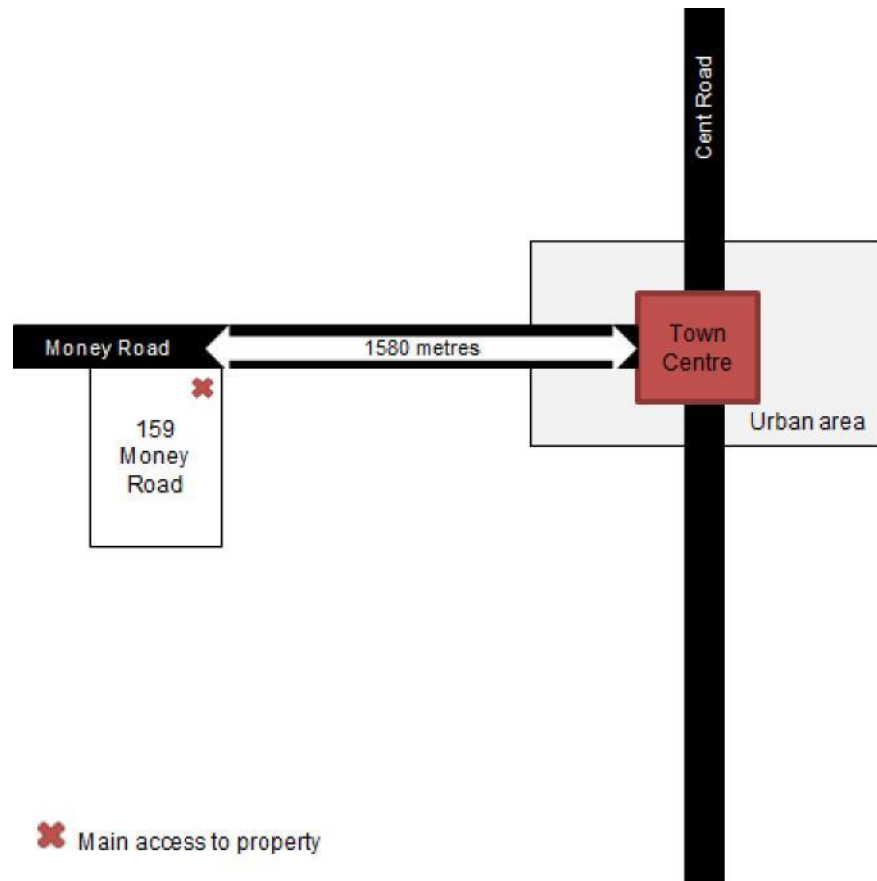 Cent Road
Money Road
1580 metres
Town
Centre
159
Money
Road
Urban area
Main access to property